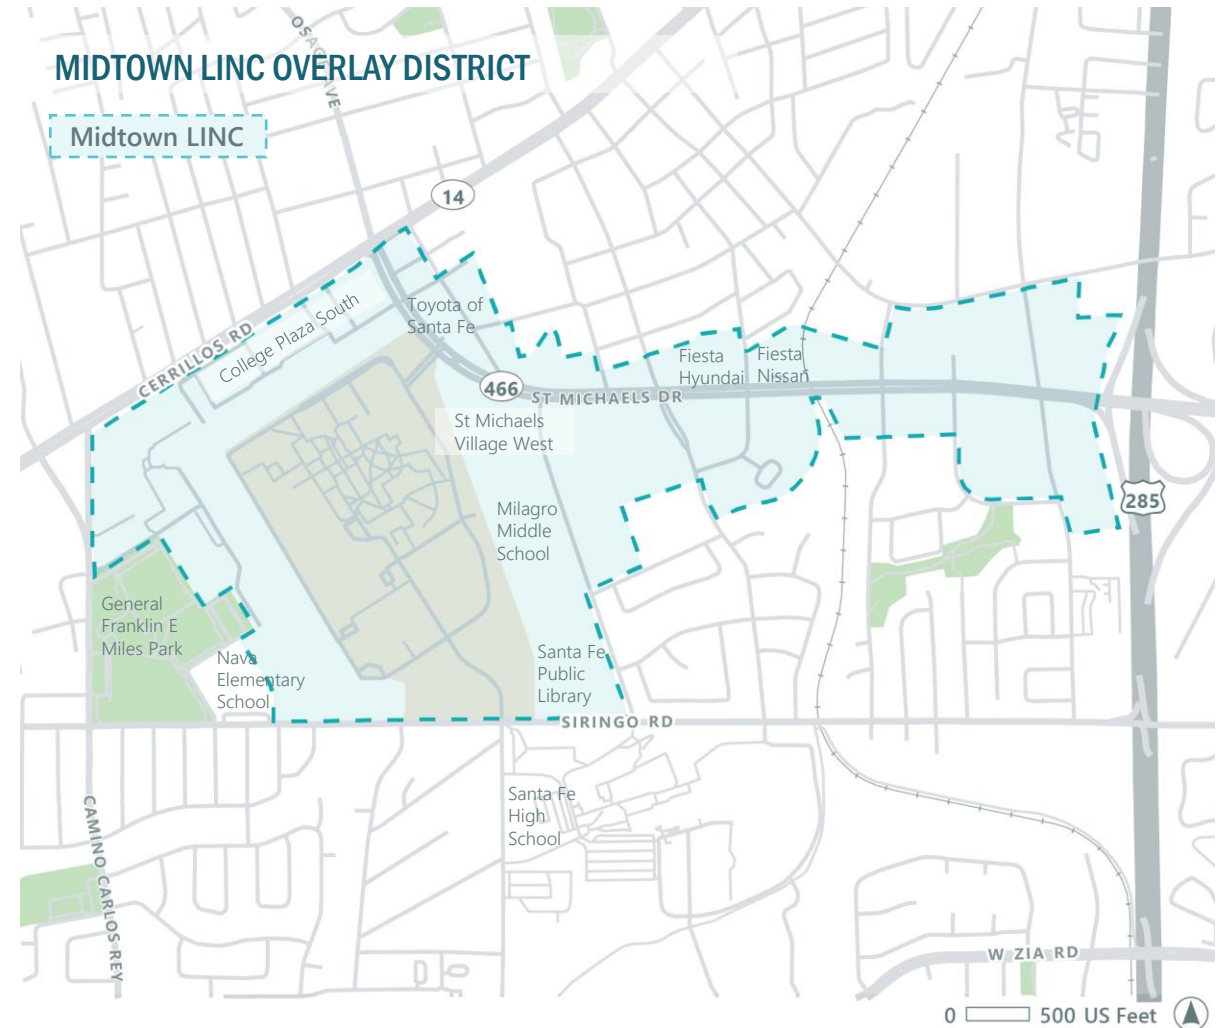 MIDTOWN LINC OVERLAY DISTRICT
OSAGE AVE
Midtown LINC
14
CERRILLOS RD
College Plaza South
Toyota of
Santa Fe
Fiesta
Hyundai
Fiesta
Nissan
466
ST MICHAELS DR
St Michaels
Village West
285
Milagro
Middle
School
General
Franklin E
Miles Park
Nava
Elementary
School
Santa Fe
Public
Library
SIRINGO RD
Santa Fe
High
School
CAMINO CARLOS REY
W ZIA RD
0 500 US Feet